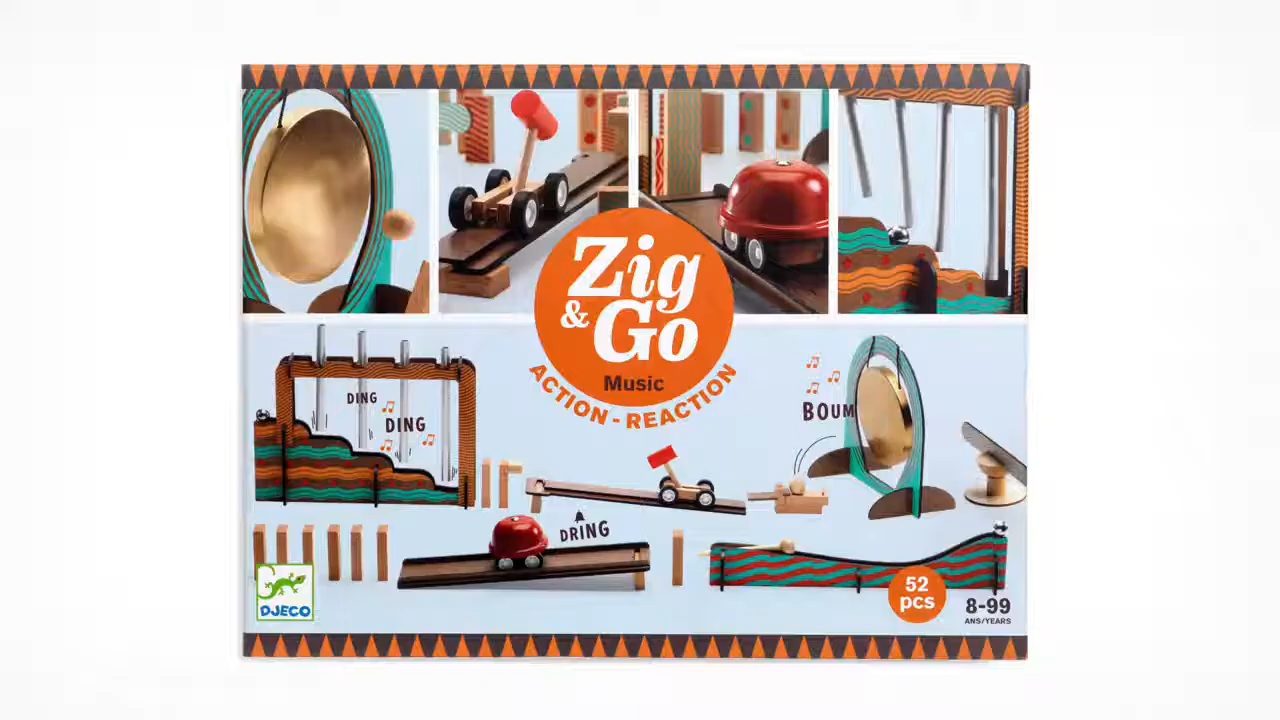 Zig
& Go
Music
ACTION - REACTION
DING
DING
BOUM
DRING
DJECO
52
pcs
8-99
ANS/YEARS